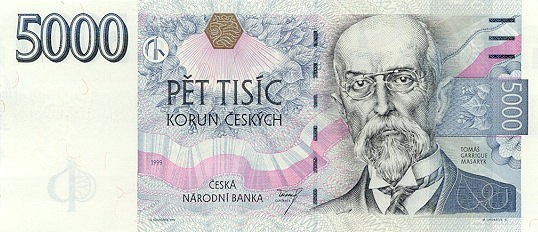 5000
PĚT TISÍC
KORUN ČESKÝCH
1999
ČESKÁ
NÁRODNÍ BANKA
TOMÁŠ
GARRIGUE
MASARYK
5000